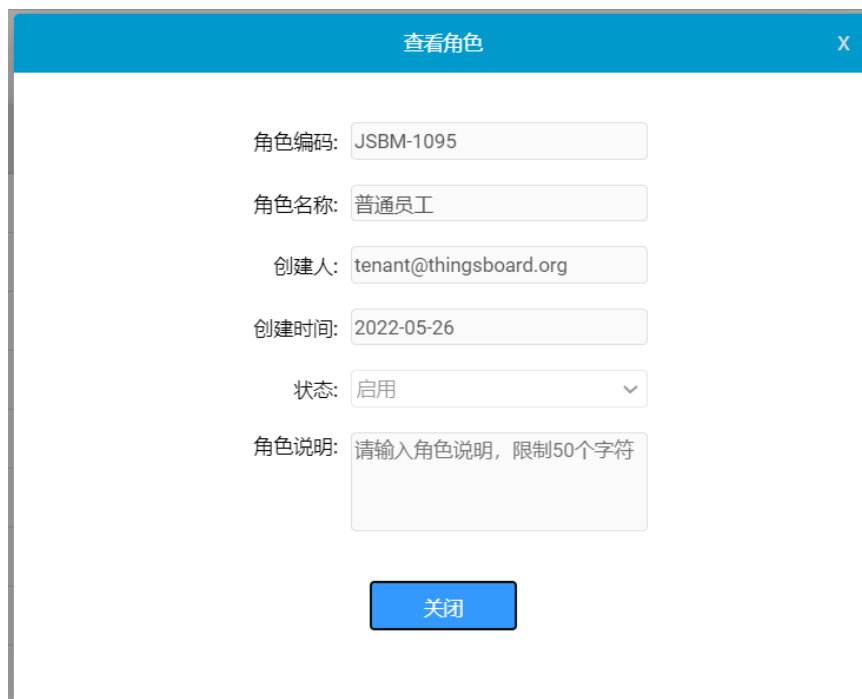 查看角色 X
角色编码: JSBM-1095
角色名称: 普通员工
创建人: tenant@thingsboard.org
创建时间: 2022-05-26
状态: 启用
角色说明: 请输入角色说明，限制50个字符
关闭